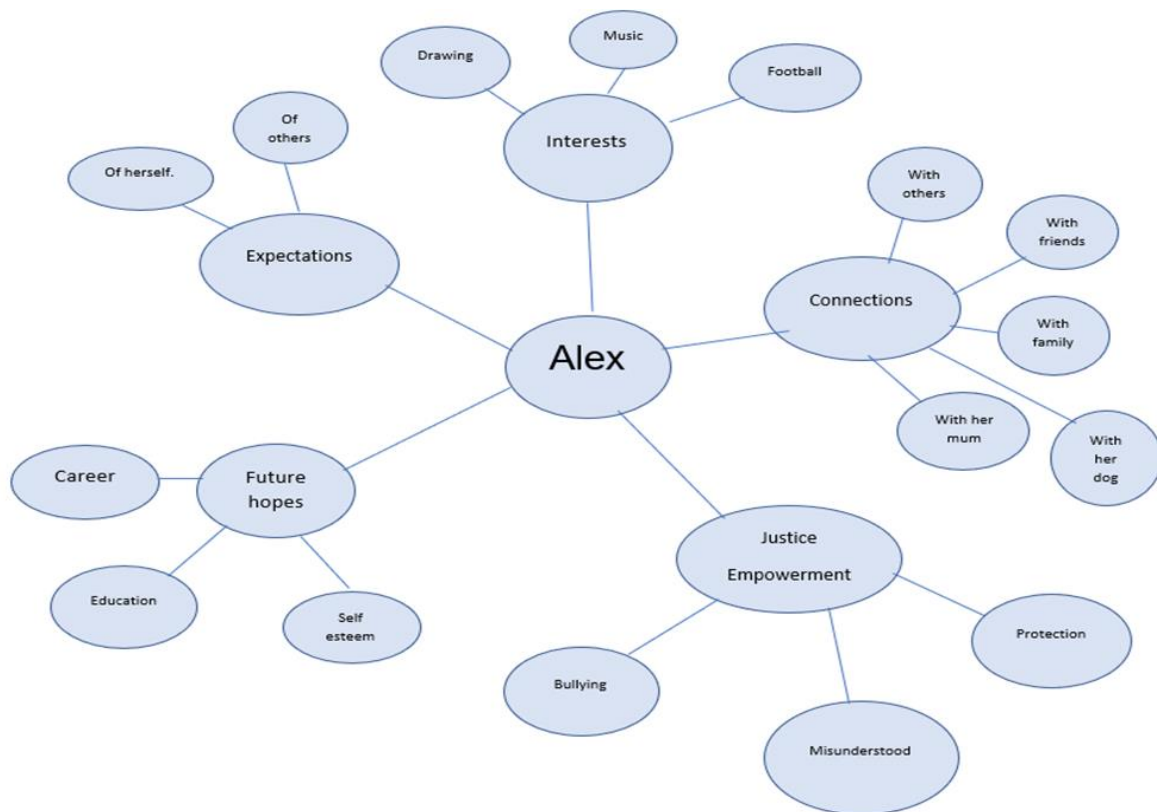 Alex
Interests
Drawing
Music
Football
Connections
With
others
With
friends
With
family
With
her
dog
With her
mum
Justice
Empowerment
Protection
Misunderstood
Bullying
Future
hopes
Self
esteem
Education
Career
Expectations
Of herself.
Of
others